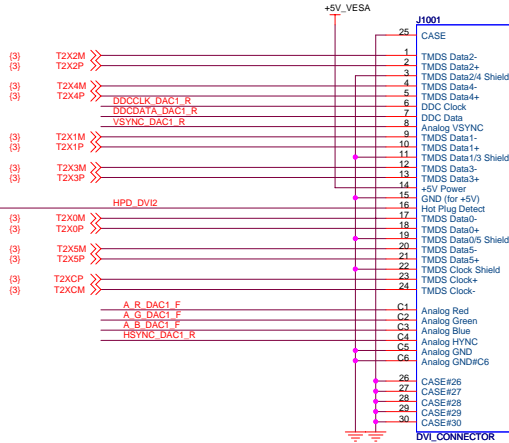 +5V_VESA
J1001
25 CASE
{3} T2X2M 1 TMDS Data2-
{3} T2X2P 2 TMDS Data2+
3 TMDS Data2/4 Shield
{3} T2X4M 4 TMDS Data4-
{3} T2X4P 5 TMDS Data4+
DDCCLK_DAC1_R 6 DDC Clock
DDCDATA_DAC1_R 7 DDC Data
VSYNC_DAC1_R 8 Analog VSYNC
{3} T2X1M 9 TMDS Data1-
{3} T2X1P 10 TMDS Data1+
11 TMDS Data1/3 Shield
{3} T2X3M 12 TMDS Data3-
{3} T2X3P 13 TMDS Data3+
14 +5V Power
15 GND (for +5V)
HPD_DVI2 16 Hot Plug Detect
{3} T2X0M 17 TMDS Data0-
{3} T2X0P 18 TMDS Data0+
19 TMDS Data0/5 Shield
{3} T2X5M 20 TMDS Data5-
{3} T2X5P 21 TMDS Data5+
22 TMDS Clock Shield
{3} T2XCP 23 TMDS Clock+
{3} T2XCM 24 TMDS Clock-
A_R_DAC1_F C1 Analog Red
A_G_DAC1_F C2 Analog Green
A_B_DAC1_F C3 Analog Blue
HSYNC_DAC1_R C4 Analog HYNC
C5 Analog GND
C6 Analog GND#C6
26 CASE#26
27 CASE#27
28 CASE#28
29 CASE#29
30 CASE#30
DVI_CONNECTOR